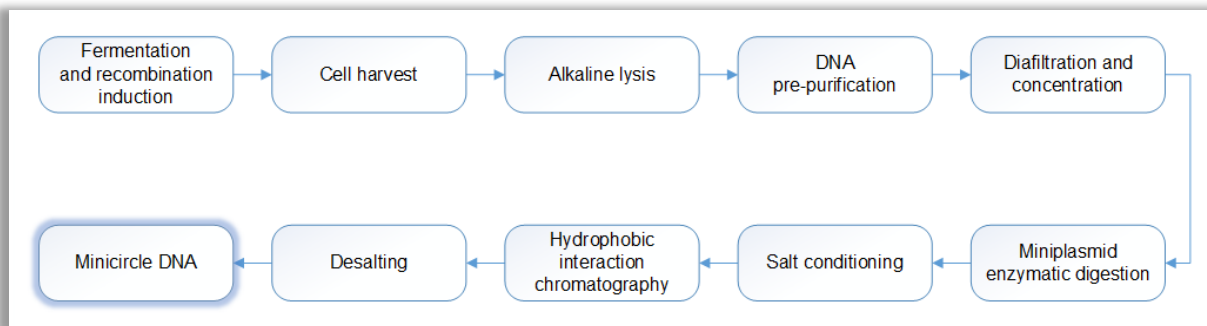 Fermentation
and recombination
induction
Cell harvest
Alkaline lysis
DNA
pre-purification
Diafiltration and
concentration
Miniplasmid
enzymatic digestion
Salt conditioning
Hydrophobic
interaction
chromatography
Desalting
Minicircle DNA